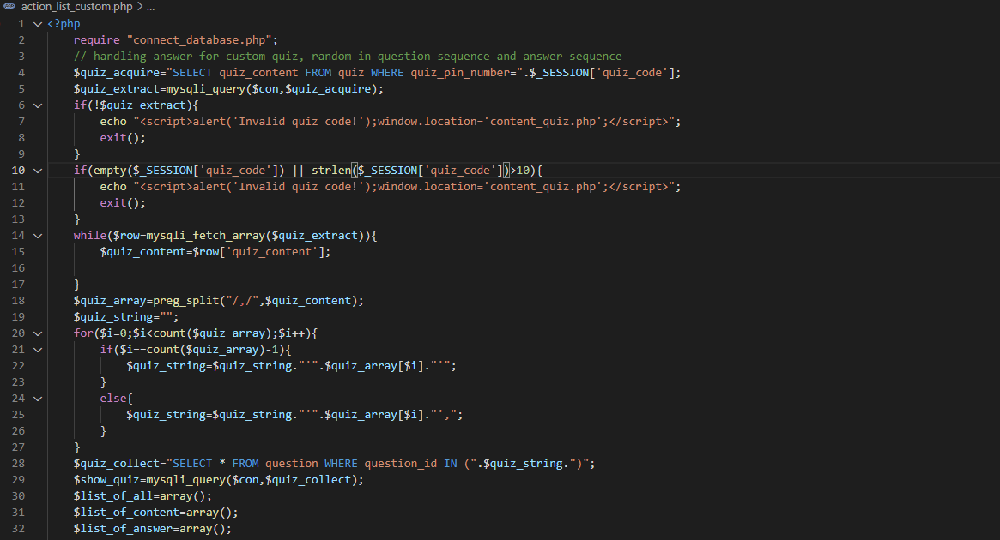 action_list_custom.php > ...
1 <?php
2 require "connect_database.php";
3 // handling answer for custom quiz, random in question sequence and answer sequence
4 $quiz_acquire="SELECT quiz_content FROM quiz WHERE quiz_pin_number=".$_SESSION['quiz_code'];
5 $quiz_extract=mysqli_query($con,$quiz_acquire);
6 if(!$quiz_extract){
7 echo "<script>alert('Invalid quiz code!');window.location='content_quiz.php';</script>";
8 exit();
9 }
10 if(empty($_SESSION['quiz_code']) || strlen($_SESSION['quiz_code'])>10){
11 echo "<script>alert('Invalid quiz code!');window.location='content_quiz.php';</script>";
12 exit();
13 }
14 while($row=mysqli_fetch_array($quiz_extract)){
15 $quiz_content=$row['quiz_content'];
16
17 }
18 $quiz_array=preg_split("/,/",$quiz_content);
19 $quiz_string="";
20 for($i=0;$i<count($quiz_array);$i++){
21 if($i==count($quiz_array)-1){
22 $quiz_string=$quiz_string."'".$quiz_array[$i]."'";
23 }
24 else{
25 $quiz_string=$quiz_string."'".$quiz_array[$i]."',";
26 }
27 }
28 $quiz_collect="SELECT * FROM question WHERE question_id IN (".$quiz_string.")";
29 $show_quiz=mysqli_query($con,$quiz_collect);
30 $list_of_all=array();
31 $list_of_content=array();
32 $list_of_answer=array();